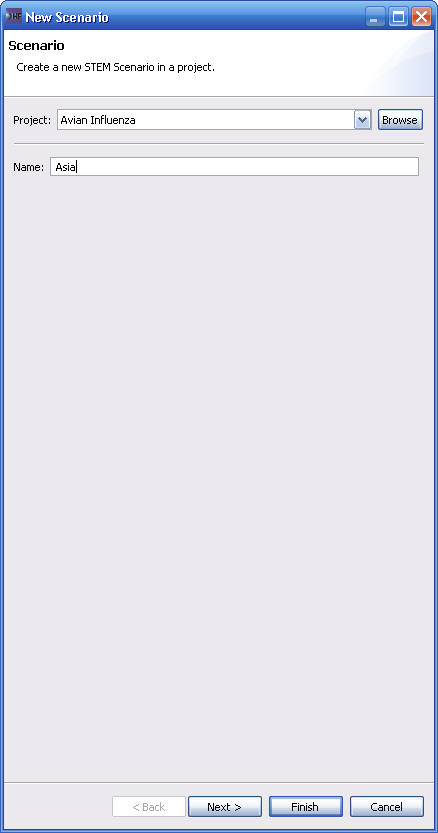 New Scenario
Scenario
Create a new STEM Scenario in a project.
Project: Avian Influenza Browse
Name: Asia
< Back Next > Finish Cancel